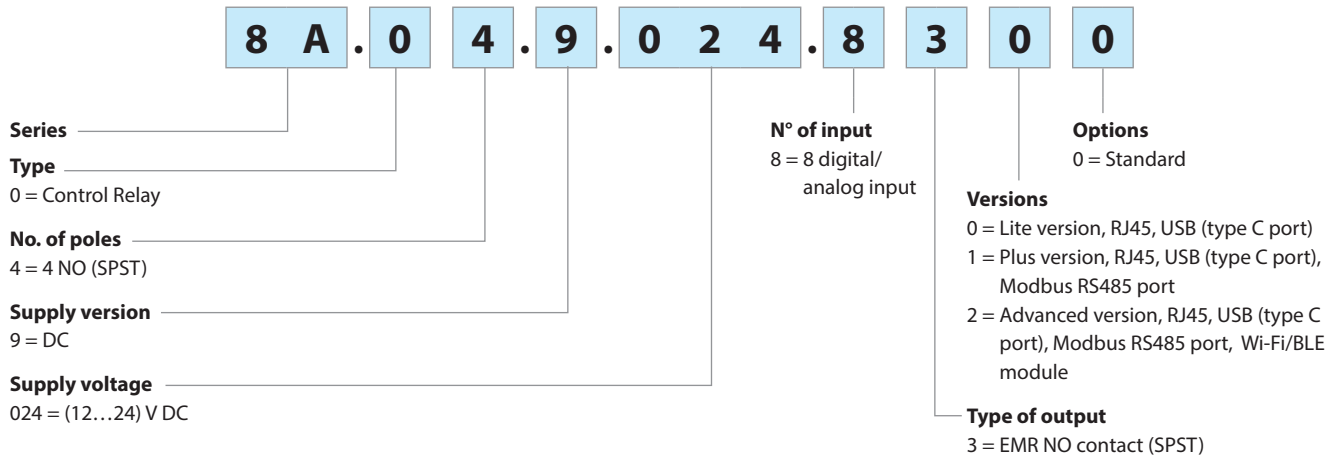 8 A . 0 4 . 9 . 0 2 4 . 8 3 0 0
Series
Type
0 = Control Relay
No. of poles
4 = 4 NO (SPST)
Supply version
9 = DC
Supply voltage
024 = (12…24) V DC
N° of input
8 = 8 digital/
analog input
Options
0 = Standard
Versions
0 = Lite version, RJ45, USB (type C port)
1 = Plus version, RJ45, USB (type C port),
Modbus RS485 port
2 = Advanced version, RJ45, USB (type C
port), Modbus RS485 port, Wi-Fi/BLE
module
Type of output
3 = EMR NO contact (SPST)